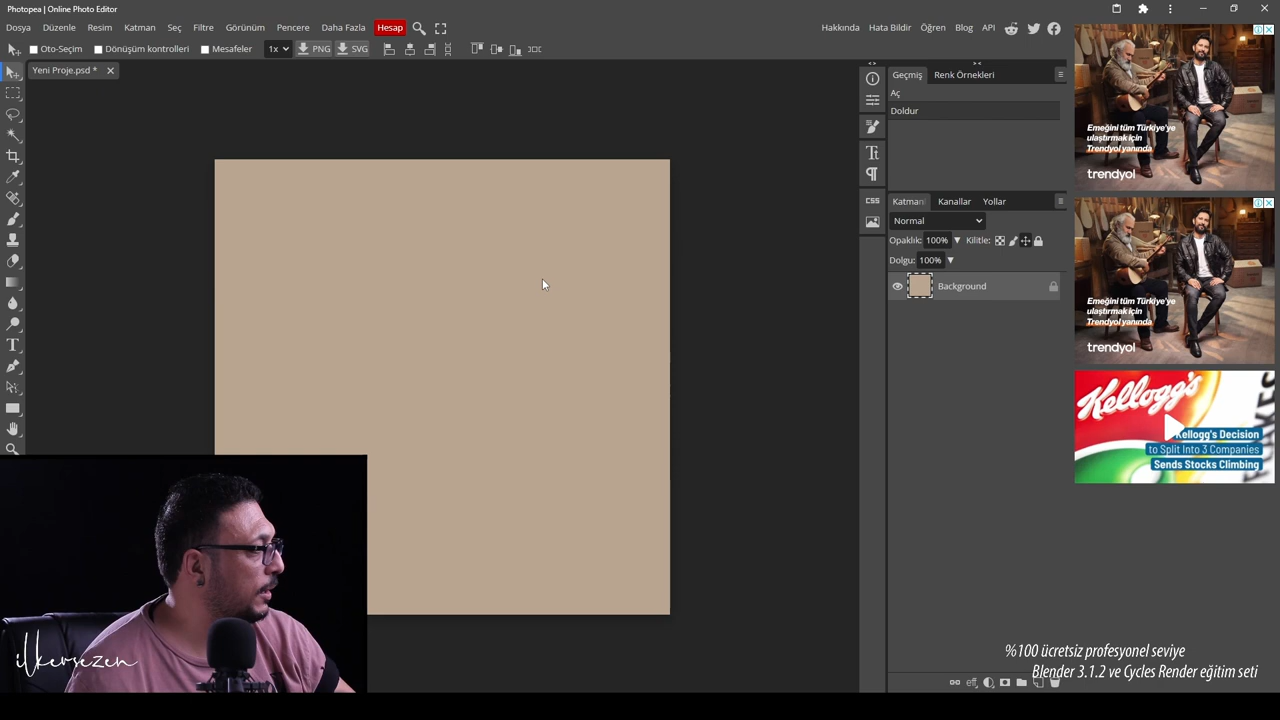 Photopea | Online Photo Editor
Dosya Düzenle Resim Katman Seç Filtre Görünüm Pencere Daha Fazla Hesap
Hakkında Hata Bildir Öğren Blog API
Oto-Seçim Dönüşüm kontrolleri Mesafeler 1x PNG SVG
Yeni Proje.psd *
Geçmiş Renk Örnekleri
Aç
Doldur
Katmanl Kanallar Yollar
Normal
Opaklık: 100% Kilitle:
Dolgu: 100%
Background
CSS
Emeğini tüm Türkiye'ye
ulaştırmak için
Trendyol yanında
trendyol
Emeğini tüm Türkiye'ye
ulaştırmak için
Trendyol yanında
trendyol
Kellogg's
Kellogg's Decision
to Split Into 3 Companies
Sends Stocks Climbing
ilkersezen
%100 ücretsiz profesyonel seviye
Blender 3.1.2 ve Cycles Render eğitim seti
eff